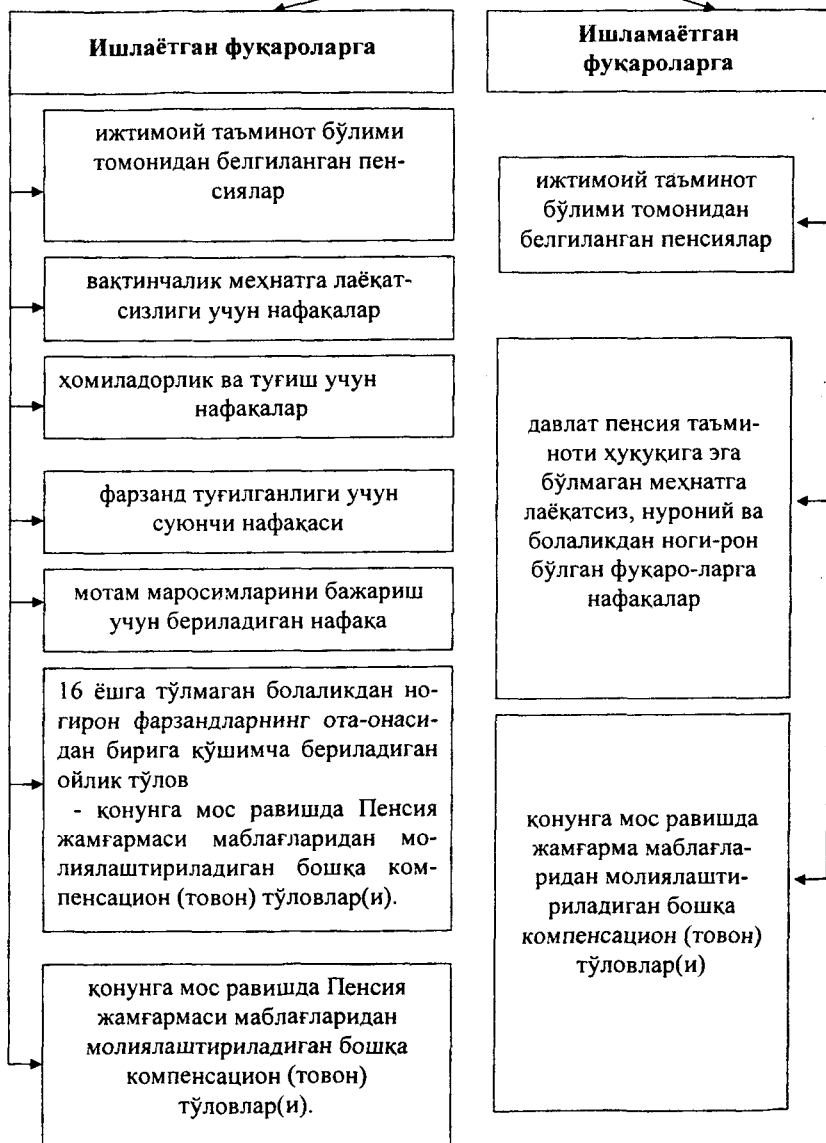 Ишлаётган фуқароларга
ижтимоий таъминот бўлими
томонидан белгиланган пен-
сиялар
вақтинчалик меҳнатга лаёқат-
сизлиги учун нафақалар
ҳомиладорлик ва туғиш учун
нафақалар
фарзанд туғилганлиги учун
суюнчи нафақаси
мотам маросимларини бажариш
учун бериладиган нафақа
16 ёшга тўлмаган болаликдан но-
гирон фарзандларнинг ота-онаси-
дан бирига қўшимча бериладиган
ойлик тўлов
- қонунга мос равишда Пенсия
жамғармаси маблағларидан мо-
лиялаштириладиган бошқа ком-
пенсацион (товон) тўловлар(и).
қонунга мос равишда Пенсия
жамғармаси маблағларидан
молиялаштириладиган бошқа
компенсацион (товон)
тўловлар(и).
Ишламаётган
фуқароларга
ижтимоий таъминот
бўлими томонидан
белгиланган пенсиялар
давлат пенсия таъми-
ноти ҳуқуқига эга
бўлмаган меҳнатга
лаёқатсиз, нуроний ва
болаликдан ноги-рон
бўлган фуқаро-ларга
нафақалар
қонунга мос равишда
жамғарма маблағла-
ридан молиялашти-
риладиган бошқа
компенсацион (товон)
тўловлар(и)